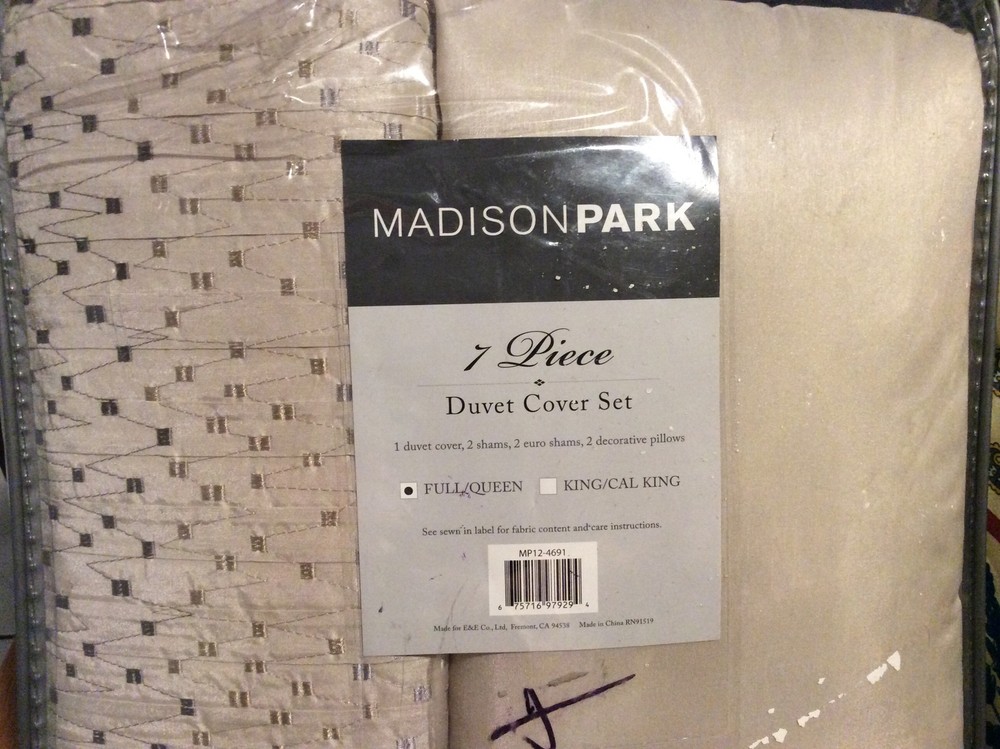 MADISONPARK
7 Piece
Duvet Cover Set
1 duvet cover, 2 shams, 2 euro shams, 2 decorative pillows
FULL/QUEEN KING/CAL KING
See sewn in label for fabric content and care instructions.
MP12-4691
6 75716 97929 4
Made for E&E Co., Ltd, Fremont, CA 94538 Made in China RN91519